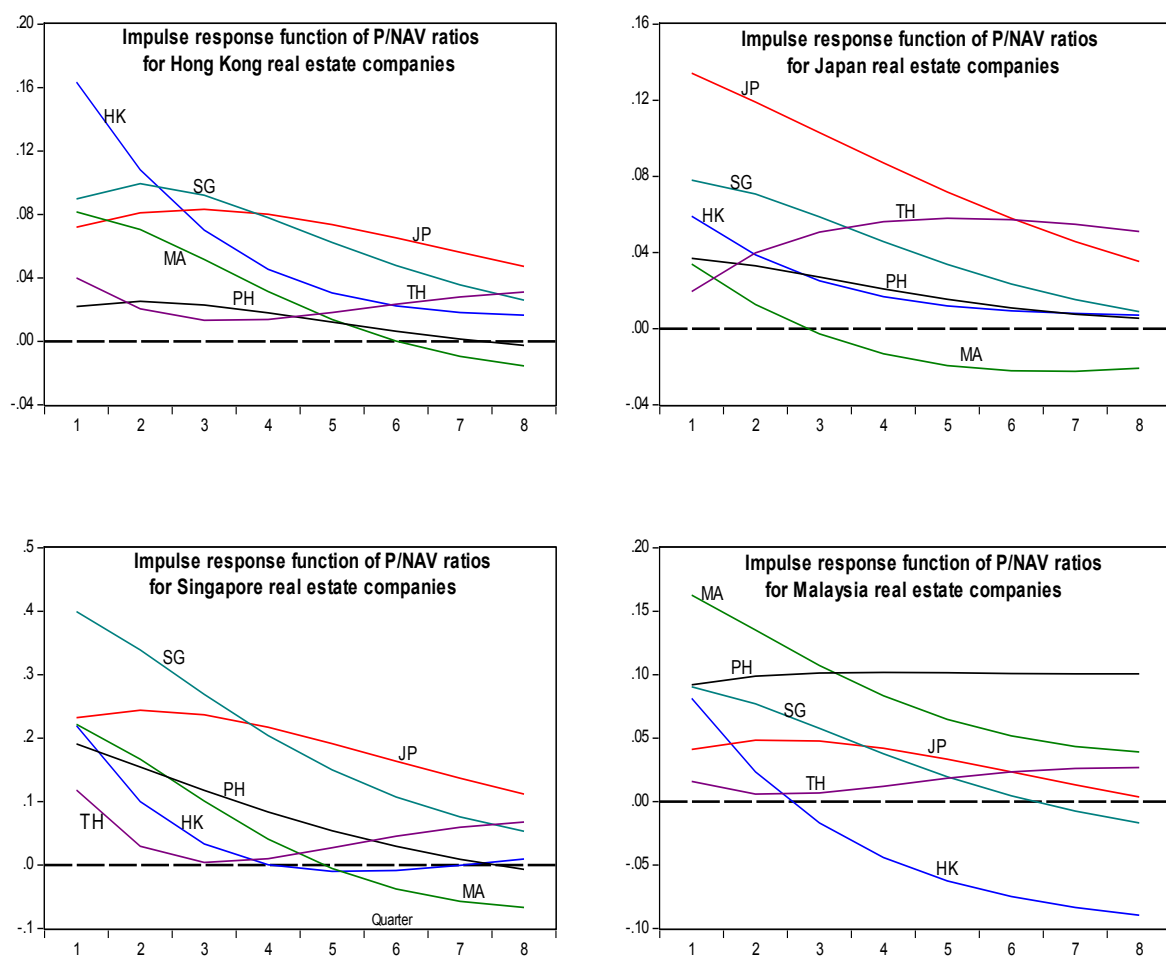 Impulse response function of P/NAV ratios
for Hong Kong real estate companies
.20
.16
.12
.08
.04
.00
-.04
HK
SG
JP
MA
PH
TH
1 2 3 4 5 6 7 8
Impulse response function of P/NAV ratios
for Japan real estate companies
.16
.12
.08
.04
.00
-.04
JP
SG
TH
HK
PH
MA
1 2 3 4 5 6 7 8
Impulse response function of P/NAV ratios
for Singapore real estate companies
.5
.4
.3
.2
.1
.0
-.1
SG
JP
PH
TH
HK
MA
Quarter
1 2 3 4 5 6 7 8
Impulse response function of P/NAV ratios
for Malaysia real estate companies
.20
.15
.10
.05
.00
-.05
-.10
MA
PH
SG
JP
TH
HK
1 2 3 4 5 6 7 8